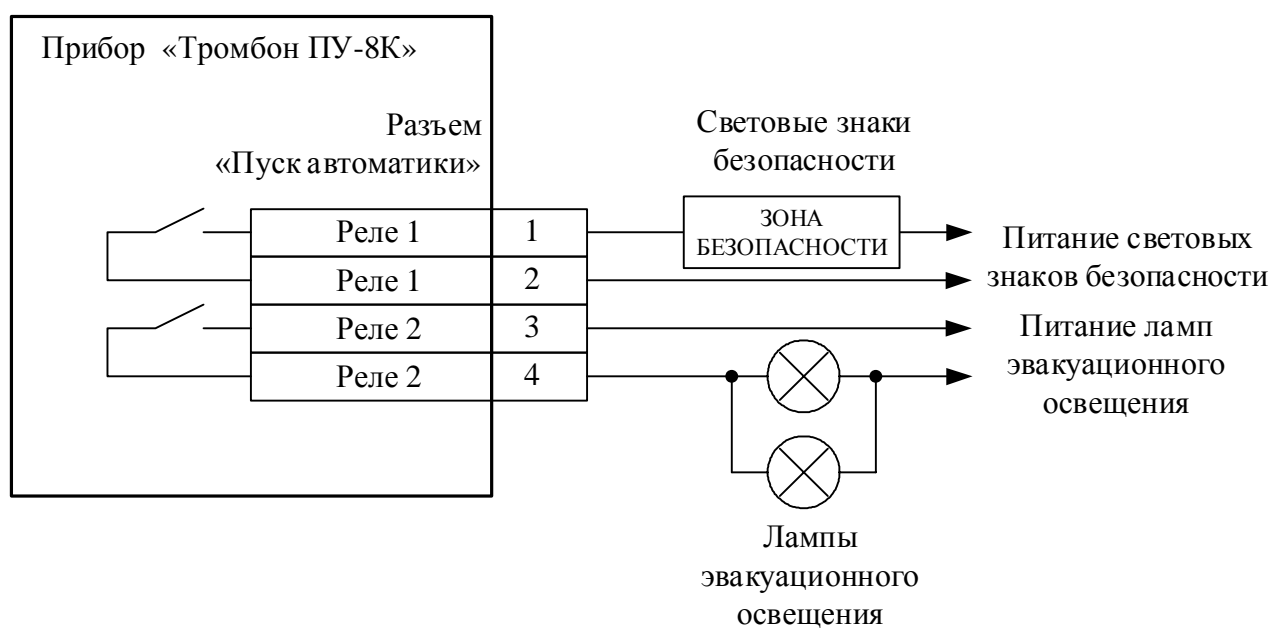 Прибор «Тромбон ПУ-8К»
Разъем
«Пуск автоматики»
Световые знаки
безопасности
Реле 1
1
ЗОНА
БЕЗОПАСНОСТИ
Реле 1
2
Реле 2
3
Реле 2
4
Питание световых
знаков безопасности
Питание ламп
эвакуационного
освещения
Лампы
эвакуационного
освещения